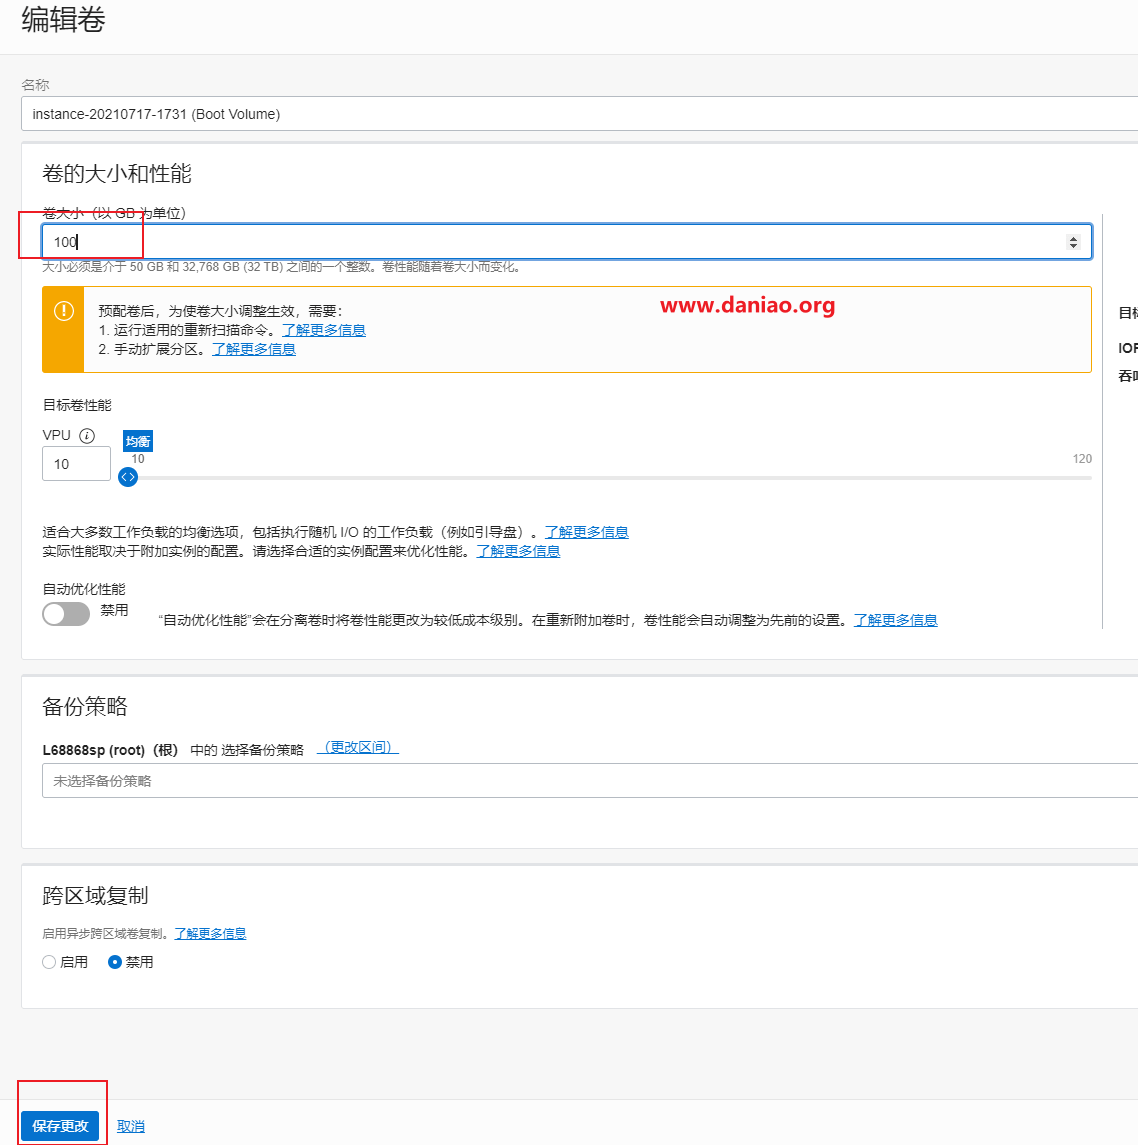 编辑卷
名称
instance-20210717-1731 (Boot Volume)
卷的大小和性能
卷大小（以 GB 为单位）
100
大小必须是介于 50 GB 和 32,768 GB (32 TB) 之间的一个整数。卷性能随着卷大小而变化。
预配卷后，为使卷大小调整生效，需要：
www.daniao.org
1. 运行适用的重新扫描命令。了解更多信息
2. 手动扩展分区。了解更多信息
目标卷性能
VPU
均衡
10
10
120
适合大多数工作负载的均衡选项，包括执行随机 I/O 的工作负载（例如引导盘）。了解更多信息
实际性能取决于附加实例的配置。请选择合适的实例配置来优化性能。了解更多信息
自动优化性能
禁用
“自动优化性能”会在分离卷时将卷性能更改为较低成本级别。在重新附加卷时，卷性能会自动调整为先前的设置。了解更多信息
备份策略
L68868sp (root)（根） 中的 选择备份策略 （更改区间）
未选择备份策略
跨区域复制
启用异步跨区域卷复制。了解更多信息
启用 禁用
保存更改 取消